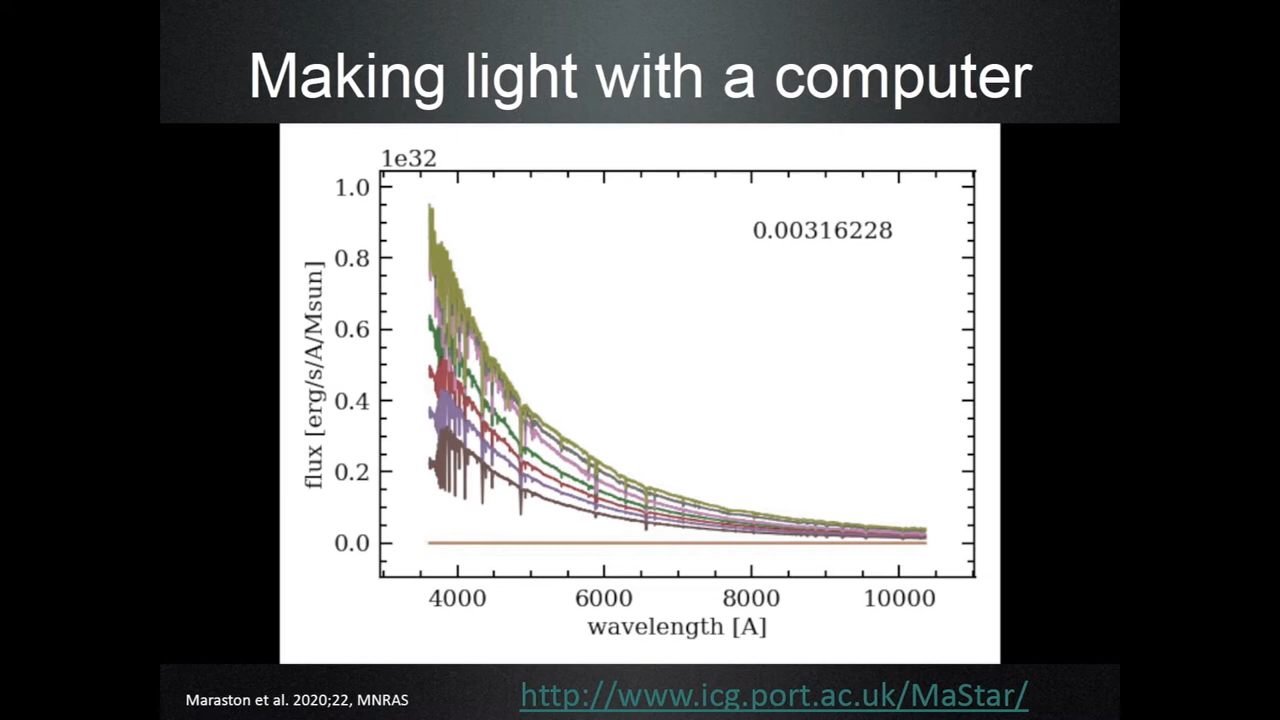 Making light with a computer
1e32
0.00316228
1.0
0.8
0.6
0.4
0.2
0.0
flux [erg/s/A/Msun]
4000 6000 8000 10000
wavelength [A]
Maraston et al. 2020;22, MNRAS
http://www.icg.port.ac.uk/MaStar/